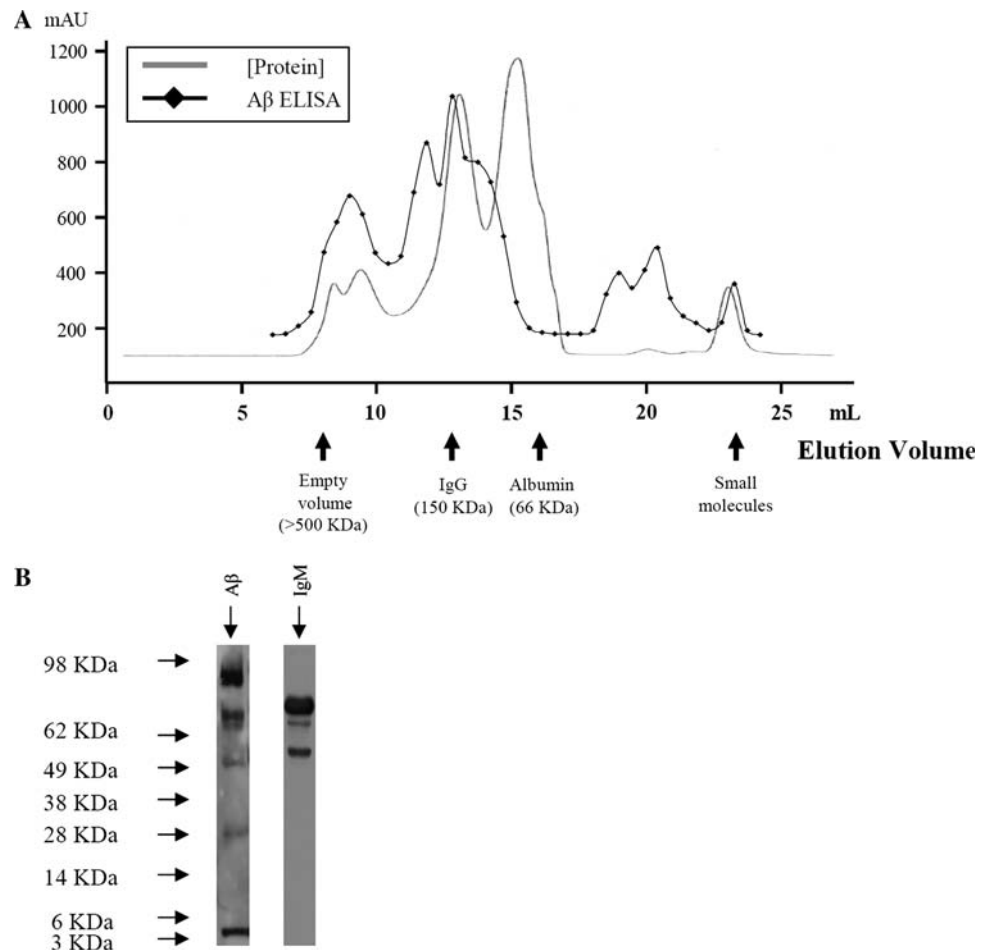 A mAU
1200
1000
800
600
400
200
[Protein]
Aβ ELISA
0 5 10 15 20 25 mL
Elution Volume
Empty
volume
(>500 KDa)
IgG
(150 KDa)
Albumin
(66 KDa)
Small
molecules
B
Aβ
IgM
98 KDa
62 KDa
49 KDa
38 KDa
28 KDa
14 KDa
6 KDa
3 KDa